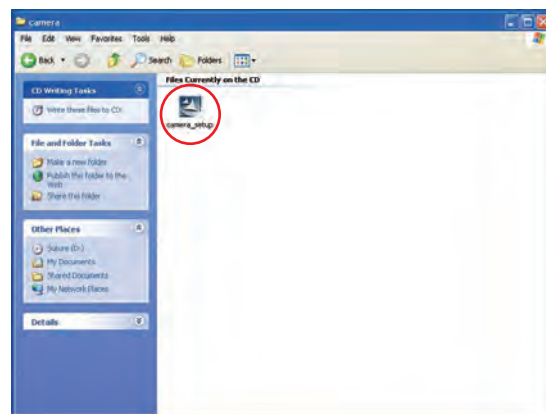 camera
File Edit View Favorites Tools Help
Back Search Folders
Files Currently on the CD
camera_setup
CD Writing Tasks
Write these files to CD
File and Folder Tasks
Make a new folder
Publish this folder to the
Web
Share this folder
Other Places
My Documents
Shared Documents
My Network Places
Details